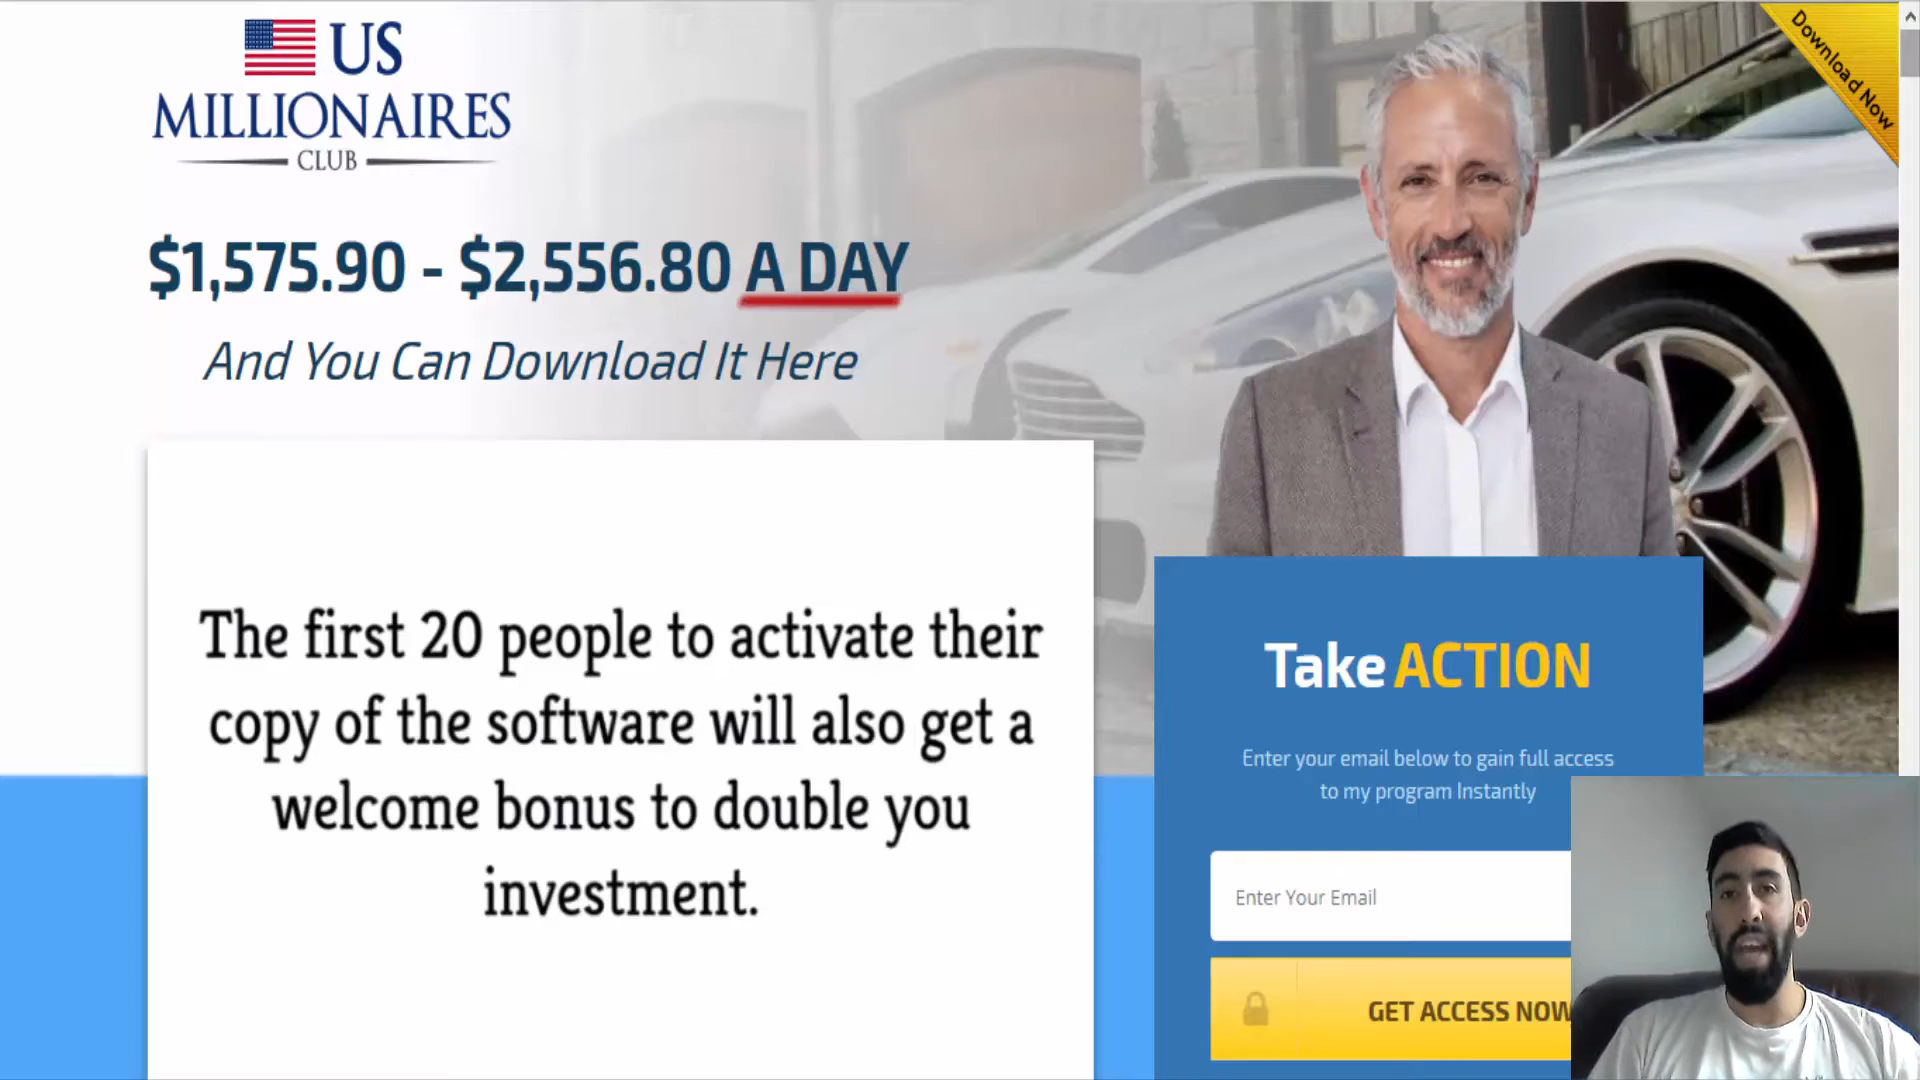 US
MILLIONAIRES
CLUB
$1,575.90 - $2,556.80 A DAY
And You Can Download It Here
The first 20 people to activate their
copy of the software will also get a
welcome bonus to double you
investment.
Download Now
Take ACTION
Enter your email below to gain full access
to my program Instantly
Enter Your Email
GET ACCESS NOW